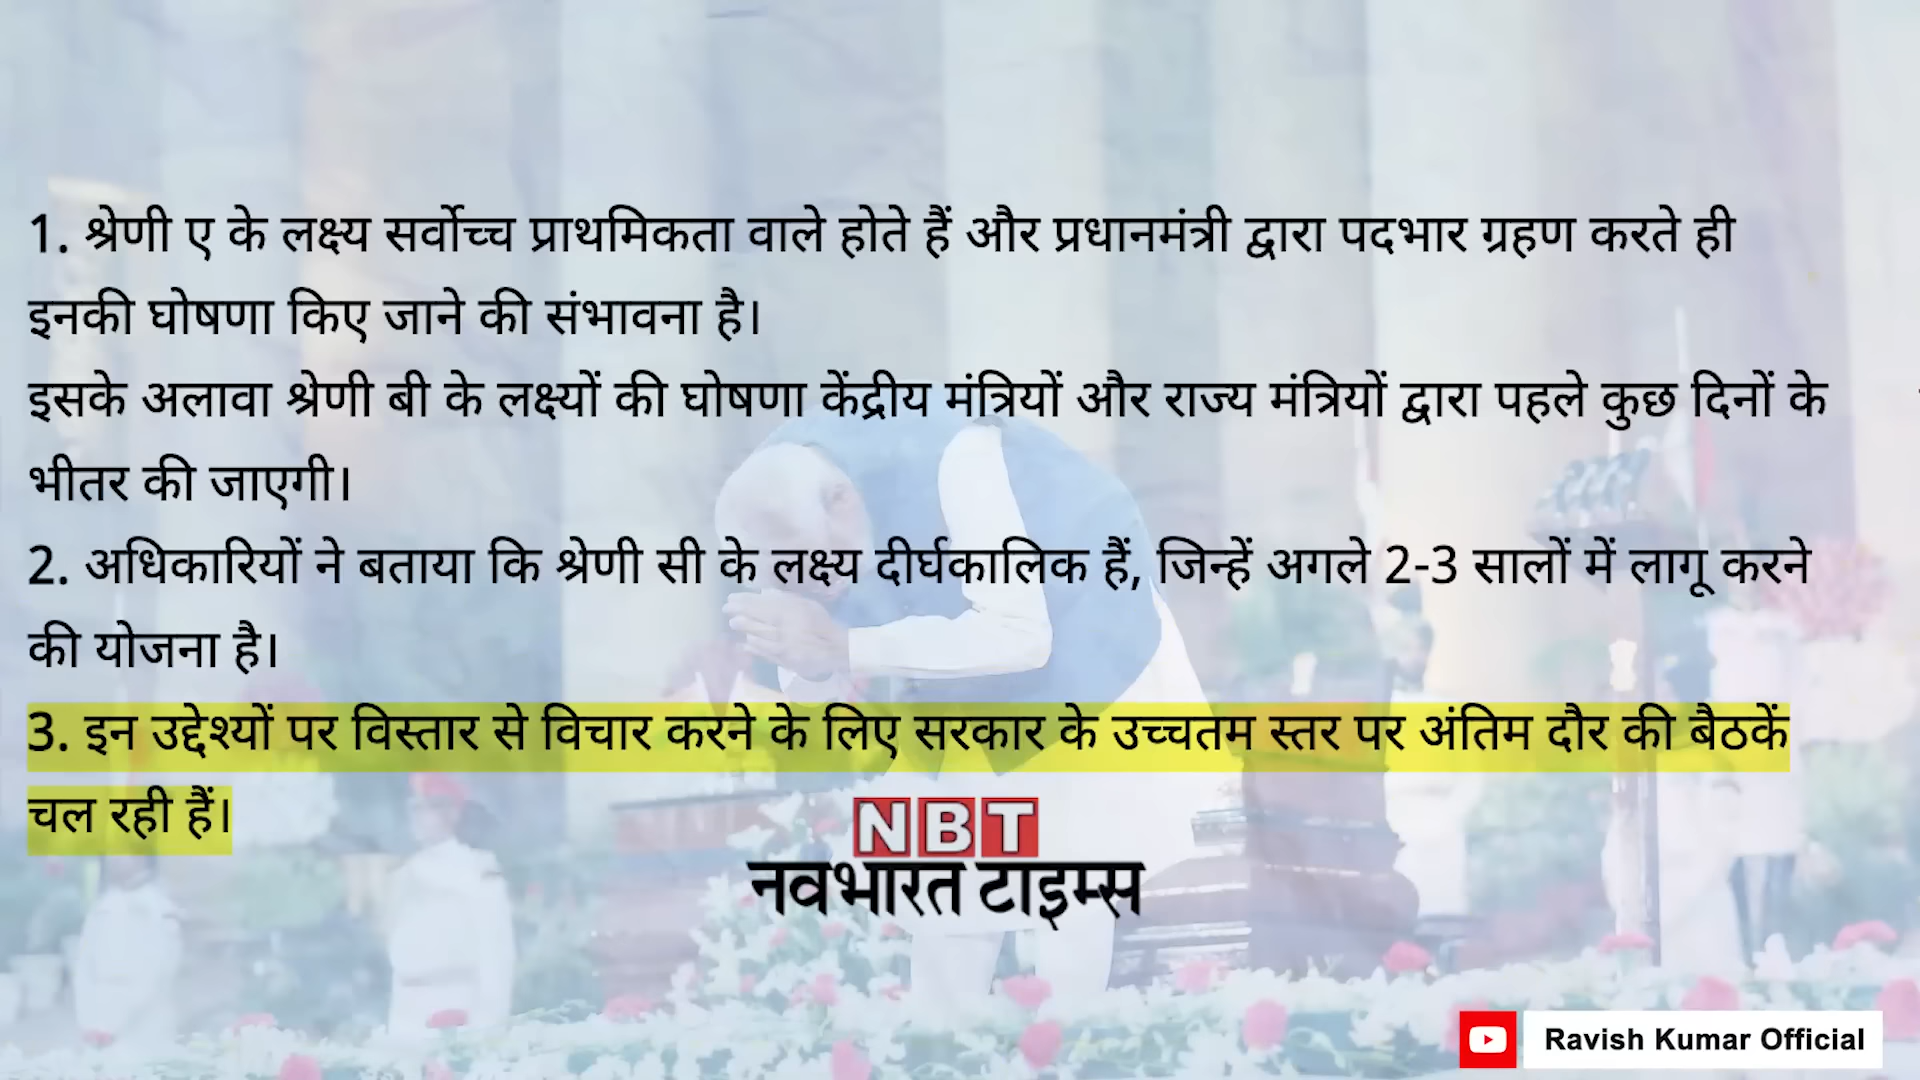 1. श्रेणी ए के लक्ष्य सर्वोच्च प्राथमिकता वाले होते हैं और प्रधानमंत्री द्वारा पदभार ग्रहण करते ही
इनकी घोषणा किए जाने की संभावना है।
इसके अलावा श्रेणी बी के लक्ष्यों की घोषणा केंद्रीय मंत्रियों और राज्य मंत्रियों द्वारा पहले कुछ दिनों के
भीतर की जाएगी।
2. अधिकारियों ने बताया कि श्रेणी सी के लक्ष्य दीर्घकालिक हैं, जिन्हें अगले 2-3 सालों में लागू करने
की योजना है।
3. इन उद्देश्यों पर विस्तार से विचार करने के लिए सरकार के उच्चतम स्तर पर अंतिम दौर की बैठकें
चल रही हैं।
NBT
नवभारत टाइम्स
Ravish Kumar Official